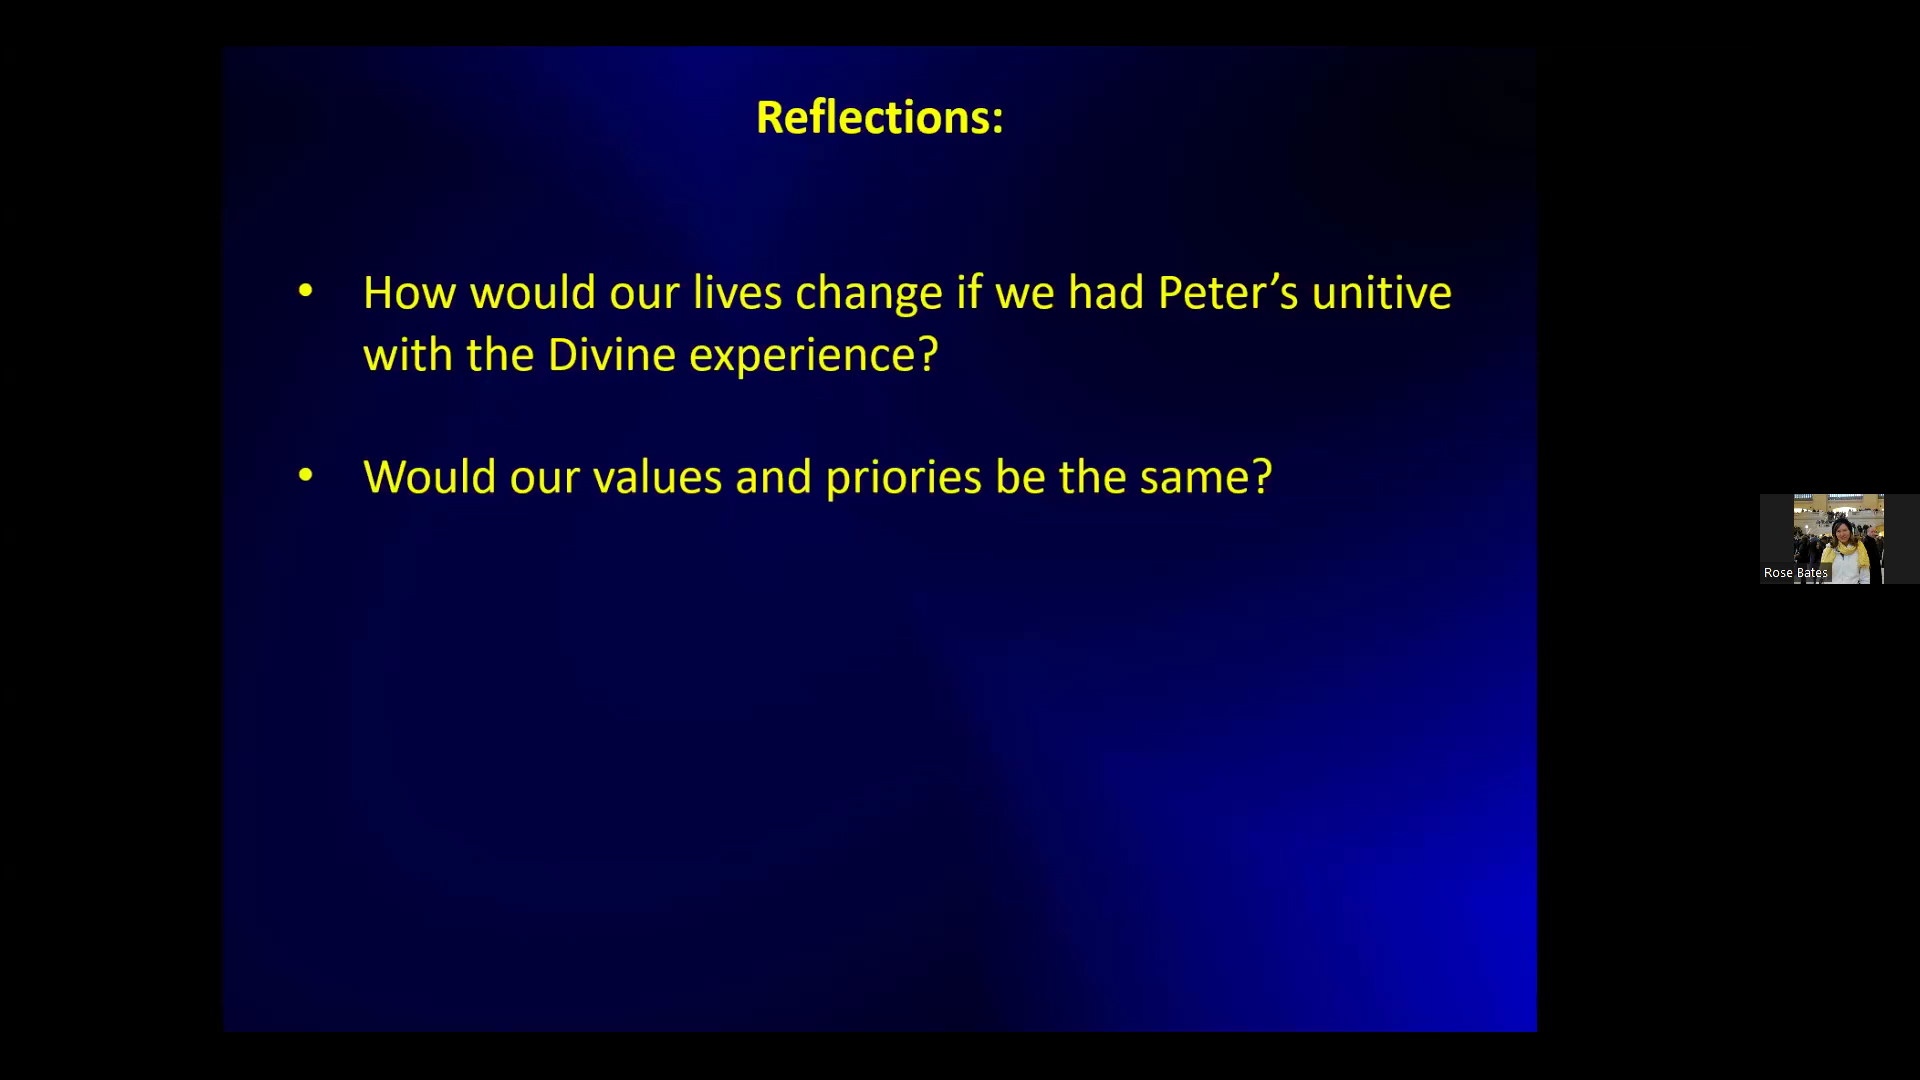 Reflections:
• How would our lives change if we had Peter’s unitive
with the Divine experience?
• Would our values and priories be the same?
Rose Bates